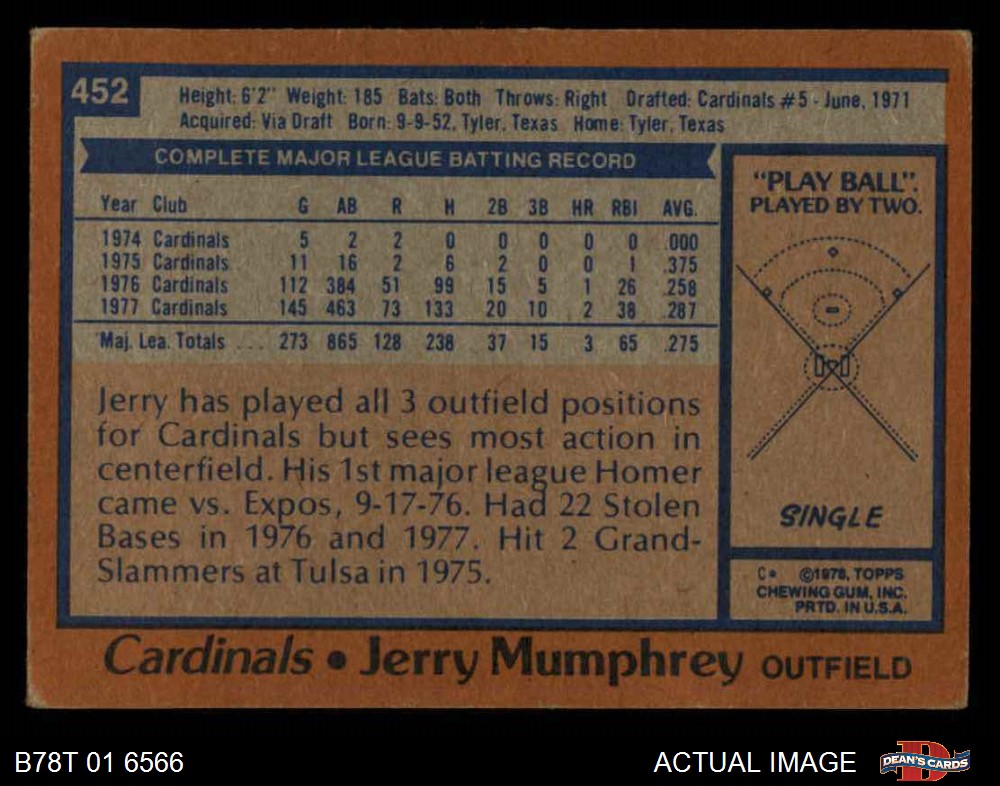 452
Height: 6'2" Weight: 185 Bats: Both Throws: Right Drafted: Cardinals #5 - June, 1971
Acquired: Via Draft Born: 9-9-52, Tyler, Texas Home: Tyler, Texas
COMPLETE MAJOR LEAGUE BATTING RECORD
Year Club G AB R H 2B 3B HR RBI AVG.
1974 Cardinals 5 2 2 0 0 0 0 0 .000
1975 Cardinals 11 16 2 6 2 0 0 1 .375
1976 Cardinals 112 384 51 99 15 5 1 26 .258
1977 Cardinals 145 463 73 133 20 10 2 38 .287
Maj. Lea. Totals ... 273 865 128 238 37 15 3 65 .275
Jerry has played all 3 outfield positions
for Cardinals but sees most action in
centerfield. His 1st major league Homer
came vs. Expos, 9-17-76. Had 22 Stolen
Bases in 1976 and 1977. Hit 2 Grand-
Slammers at Tulsa in 1975.
"PLAY BALL".
PLAYED BY TWO.
SINGLE
C* ©1978, TOPPS
CHEWING GUM, INC.
PRTD. IN U.S.A.
Cardinals • Jerry Mumphrey OUTFIELD
B78T 01 6566
ACTUAL IMAGE
DEAN'S CARDS